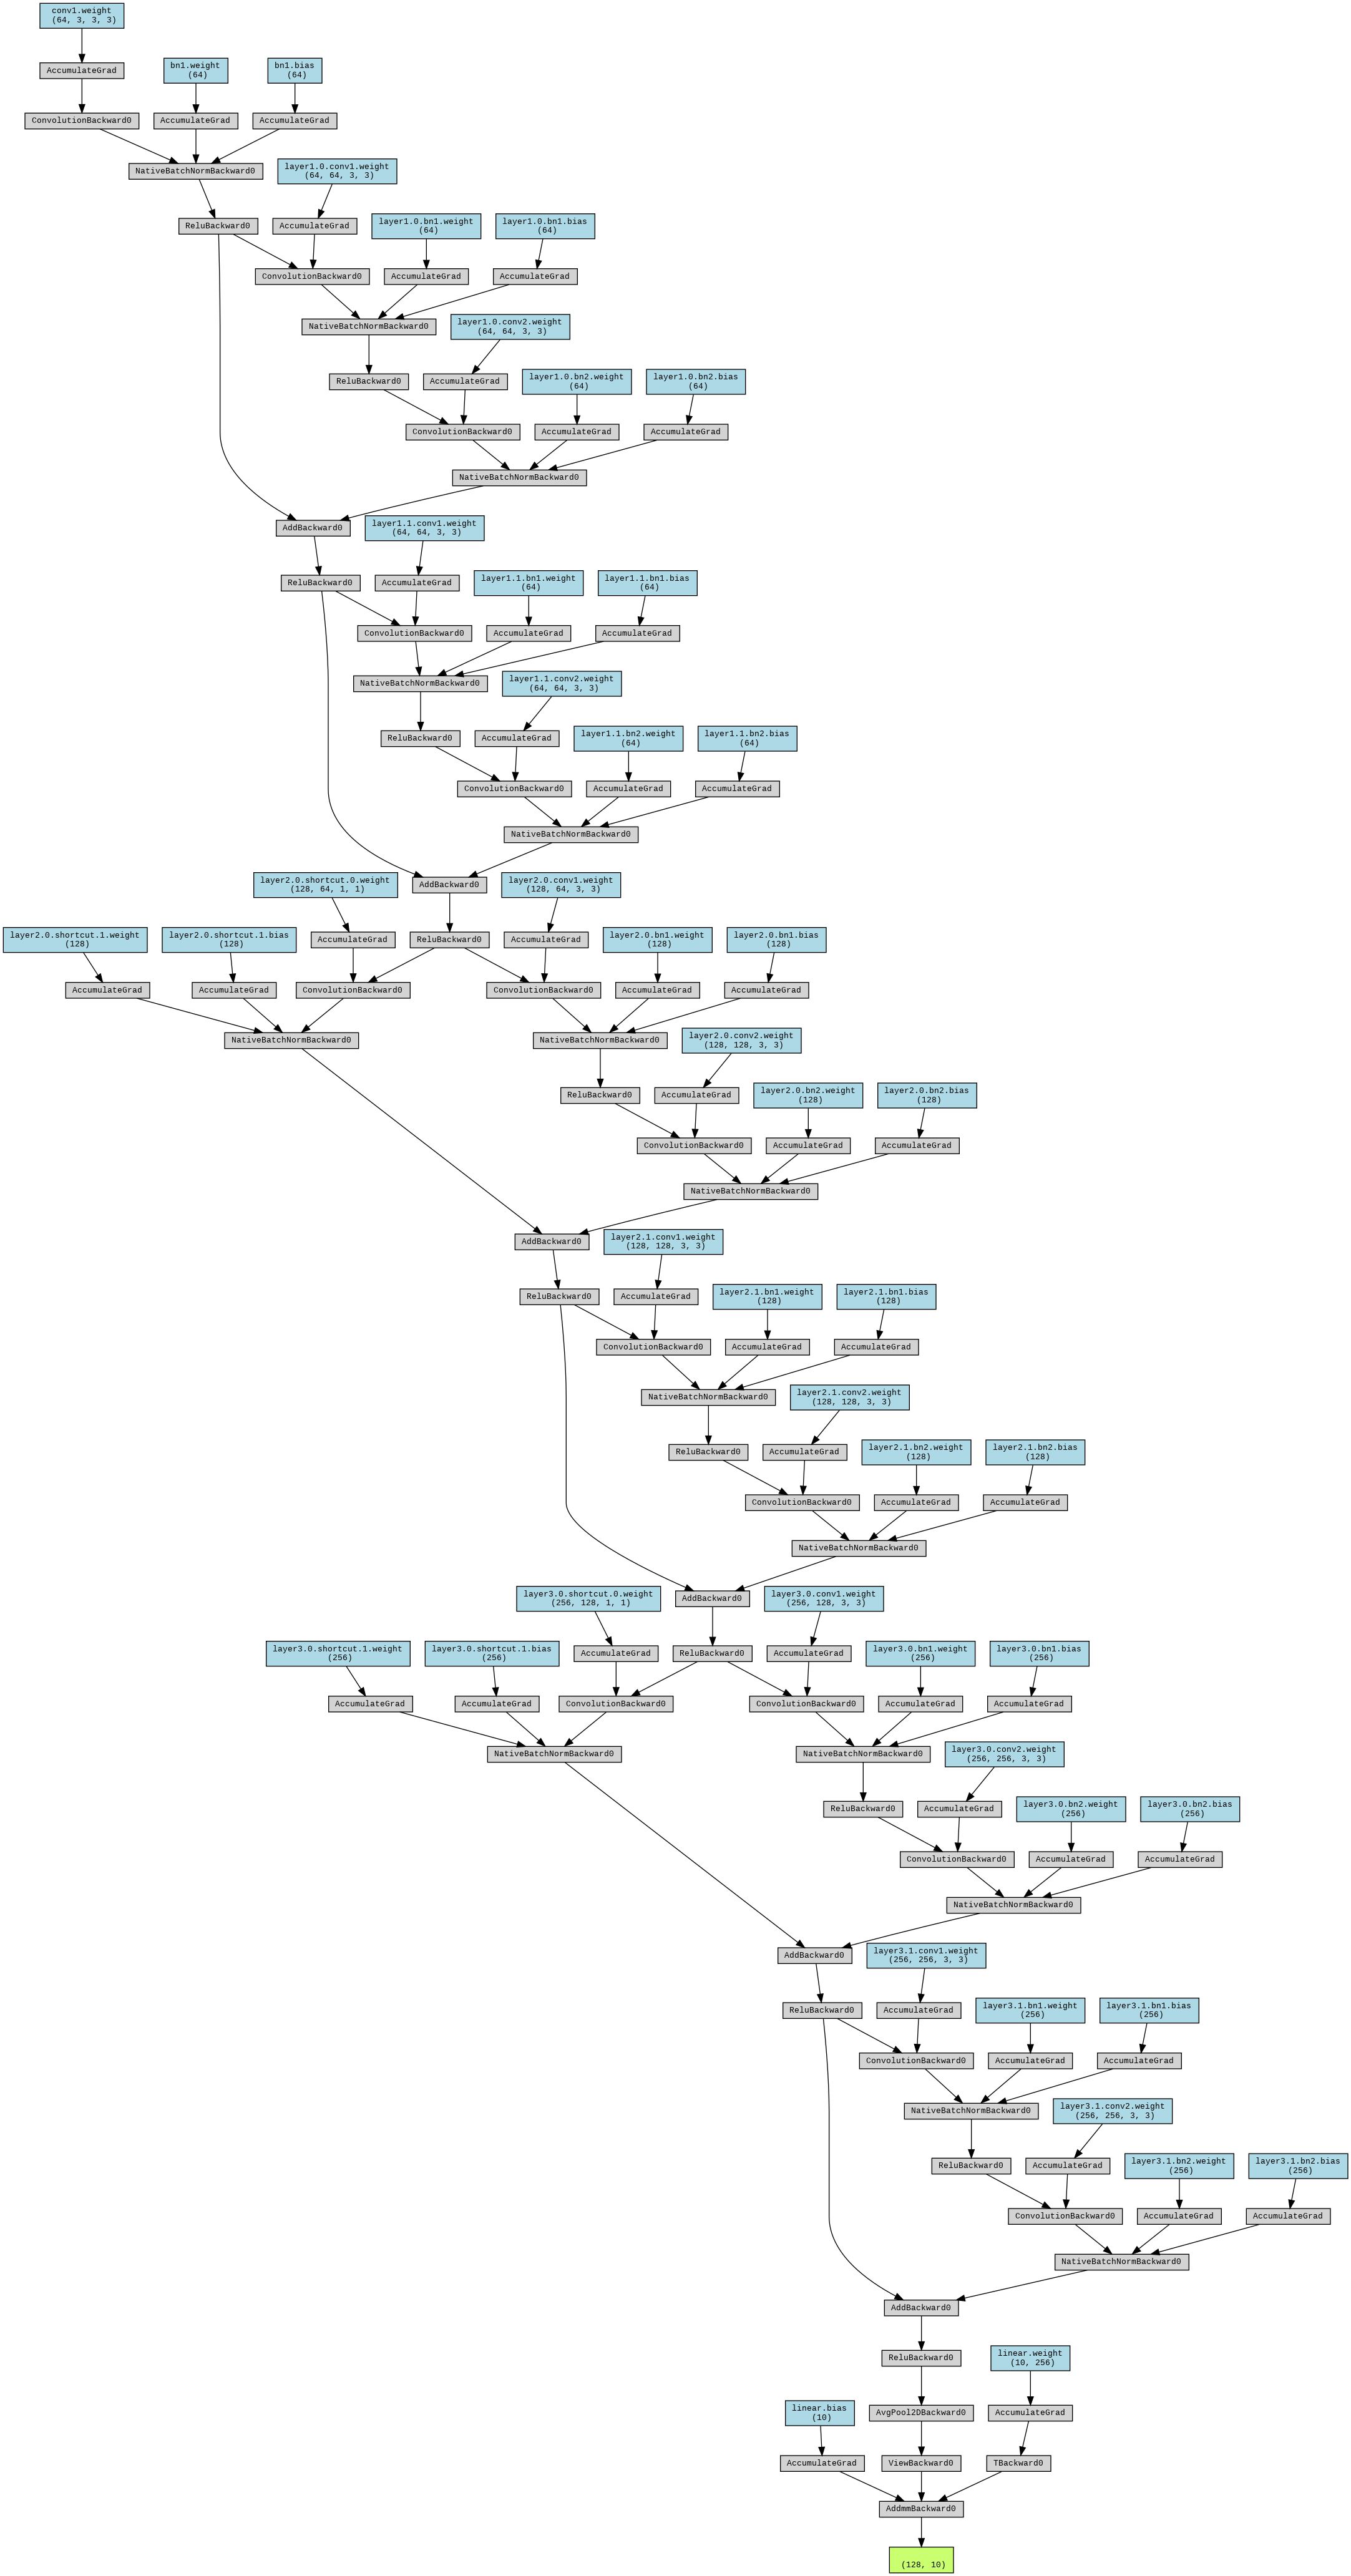 conv1.weight
(64, 3, 3, 3)
AccumulateGrad
bn1.weight
(64)
bn1.bias
(64)
ConvolutionBackward0
AccumulateGrad
AccumulateGrad
NativeBatchNormBackward0
layer1.0.conv1.weight
(64, 64, 3, 3)
ReluBackward0
AccumulateGrad
layer1.0.bn1.weight
(64)
layer1.0.bn1.bias
(64)
ConvolutionBackward0
AccumulateGrad
AccumulateGrad
NativeBatchNormBackward0
layer1.0.conv2.weight
(64, 64, 3, 3)
ReluBackward0
AccumulateGrad
layer1.0.bn2.weight
(64)
layer1.0.bn2.bias
(64)
ConvolutionBackward0
AccumulateGrad
AccumulateGrad
NativeBatchNormBackward0
AddBackward0
layer1.1.conv1.weight
(64, 64, 3, 3)
ReluBackward0
AccumulateGrad
layer1.1.bn1.weight
(64)
layer1.1.bn1.bias
(64)
ConvolutionBackward0
AccumulateGrad
AccumulateGrad
NativeBatchNormBackward0
layer1.1.conv2.weight
(64, 64, 3, 3)
ReluBackward0
AccumulateGrad
layer1.1.bn2.weight
(64)
layer1.1.bn2.bias
(64)
ConvolutionBackward0
AccumulateGrad
AccumulateGrad
NativeBatchNormBackward0
layer2.0.shortcut.0.weight
(128, 64, 1, 1)
AddBackward0
layer2.0.conv1.weight
(128, 64, 3, 3)
layer2.0.shortcut.1.weight
(128)
layer2.0.shortcut.1.bias
(128)
AccumulateGrad
ReluBackward0
AccumulateGrad
layer2.0.bn1.weight
(128)
layer2.0.bn1.bias
(128)
AccumulateGrad
AccumulateGrad
ConvolutionBackward0
ConvolutionBackward0
AccumulateGrad
AccumulateGrad
NativeBatchNormBackward0
NativeBatchNormBackward0
layer2.0.conv2.weight
(128, 128, 3, 3)
ReluBackward0
AccumulateGrad
layer2.0.bn2.weight
(128)
layer2.0.bn2.bias
(128)
ConvolutionBackward0
AccumulateGrad
AccumulateGrad
NativeBatchNormBackward0
AddBackward0
layer2.1.conv1.weight
(128, 128, 3, 3)
ReluBackward0
AccumulateGrad
layer2.1.bn1.weight
(128)
layer2.1.bn1.bias
(128)
ConvolutionBackward0
AccumulateGrad
AccumulateGrad
NativeBatchNormBackward0
layer2.1.conv2.weight
(128, 128, 3, 3)
ReluBackward0
AccumulateGrad
layer2.1.bn2.weight
(128)
layer2.1.bn2.bias
(128)
ConvolutionBackward0
AccumulateGrad
AccumulateGrad
NativeBatchNormBackward0
layer3.0.shortcut.0.weight
(256, 128, 1, 1)
AddBackward0
layer3.0.conv1.weight
(256, 128, 3, 3)
layer3.0.shortcut.1.weight
(256)
layer3.0.shortcut.1.bias
(256)
AccumulateGrad
ReluBackward0
AccumulateGrad
layer3.0.bn1.weight
(256)
layer3.0.bn1.bias
(256)
AccumulateGrad
AccumulateGrad
ConvolutionBackward0
ConvolutionBackward0
AccumulateGrad
AccumulateGrad
NativeBatchNormBackward0
NativeBatchNormBackward0
layer3.0.conv2.weight
(256, 256, 3, 3)
ReluBackward0
AccumulateGrad
layer3.0.bn2.weight
(256)
layer3.0.bn2.bias
(256)
ConvolutionBackward0
AccumulateGrad
AccumulateGrad
NativeBatchNormBackward0
AddBackward0
layer3.1.conv1.weight
(256, 256, 3, 3)
ReluBackward0
AccumulateGrad
layer3.1.bn1.weight
(256)
layer3.1.bn1.bias
(256)
ConvolutionBackward0
AccumulateGrad
AccumulateGrad
NativeBatchNormBackward0
layer3.1.conv2.weight
(256, 256, 3, 3)
ReluBackward0
AccumulateGrad
layer3.1.bn2.weight
(256)
layer3.1.bn2.bias
(256)
ConvolutionBackward0
AccumulateGrad
AccumulateGrad
NativeBatchNormBackward0
AddBackward0
ReluBackward0
linear.weight
(10, 256)
linear.bias
(10)
AvgPool2DBackward0
AccumulateGrad
AccumulateGrad
ViewBackward0
TBackward0
AddmmBackward0
(128, 10)